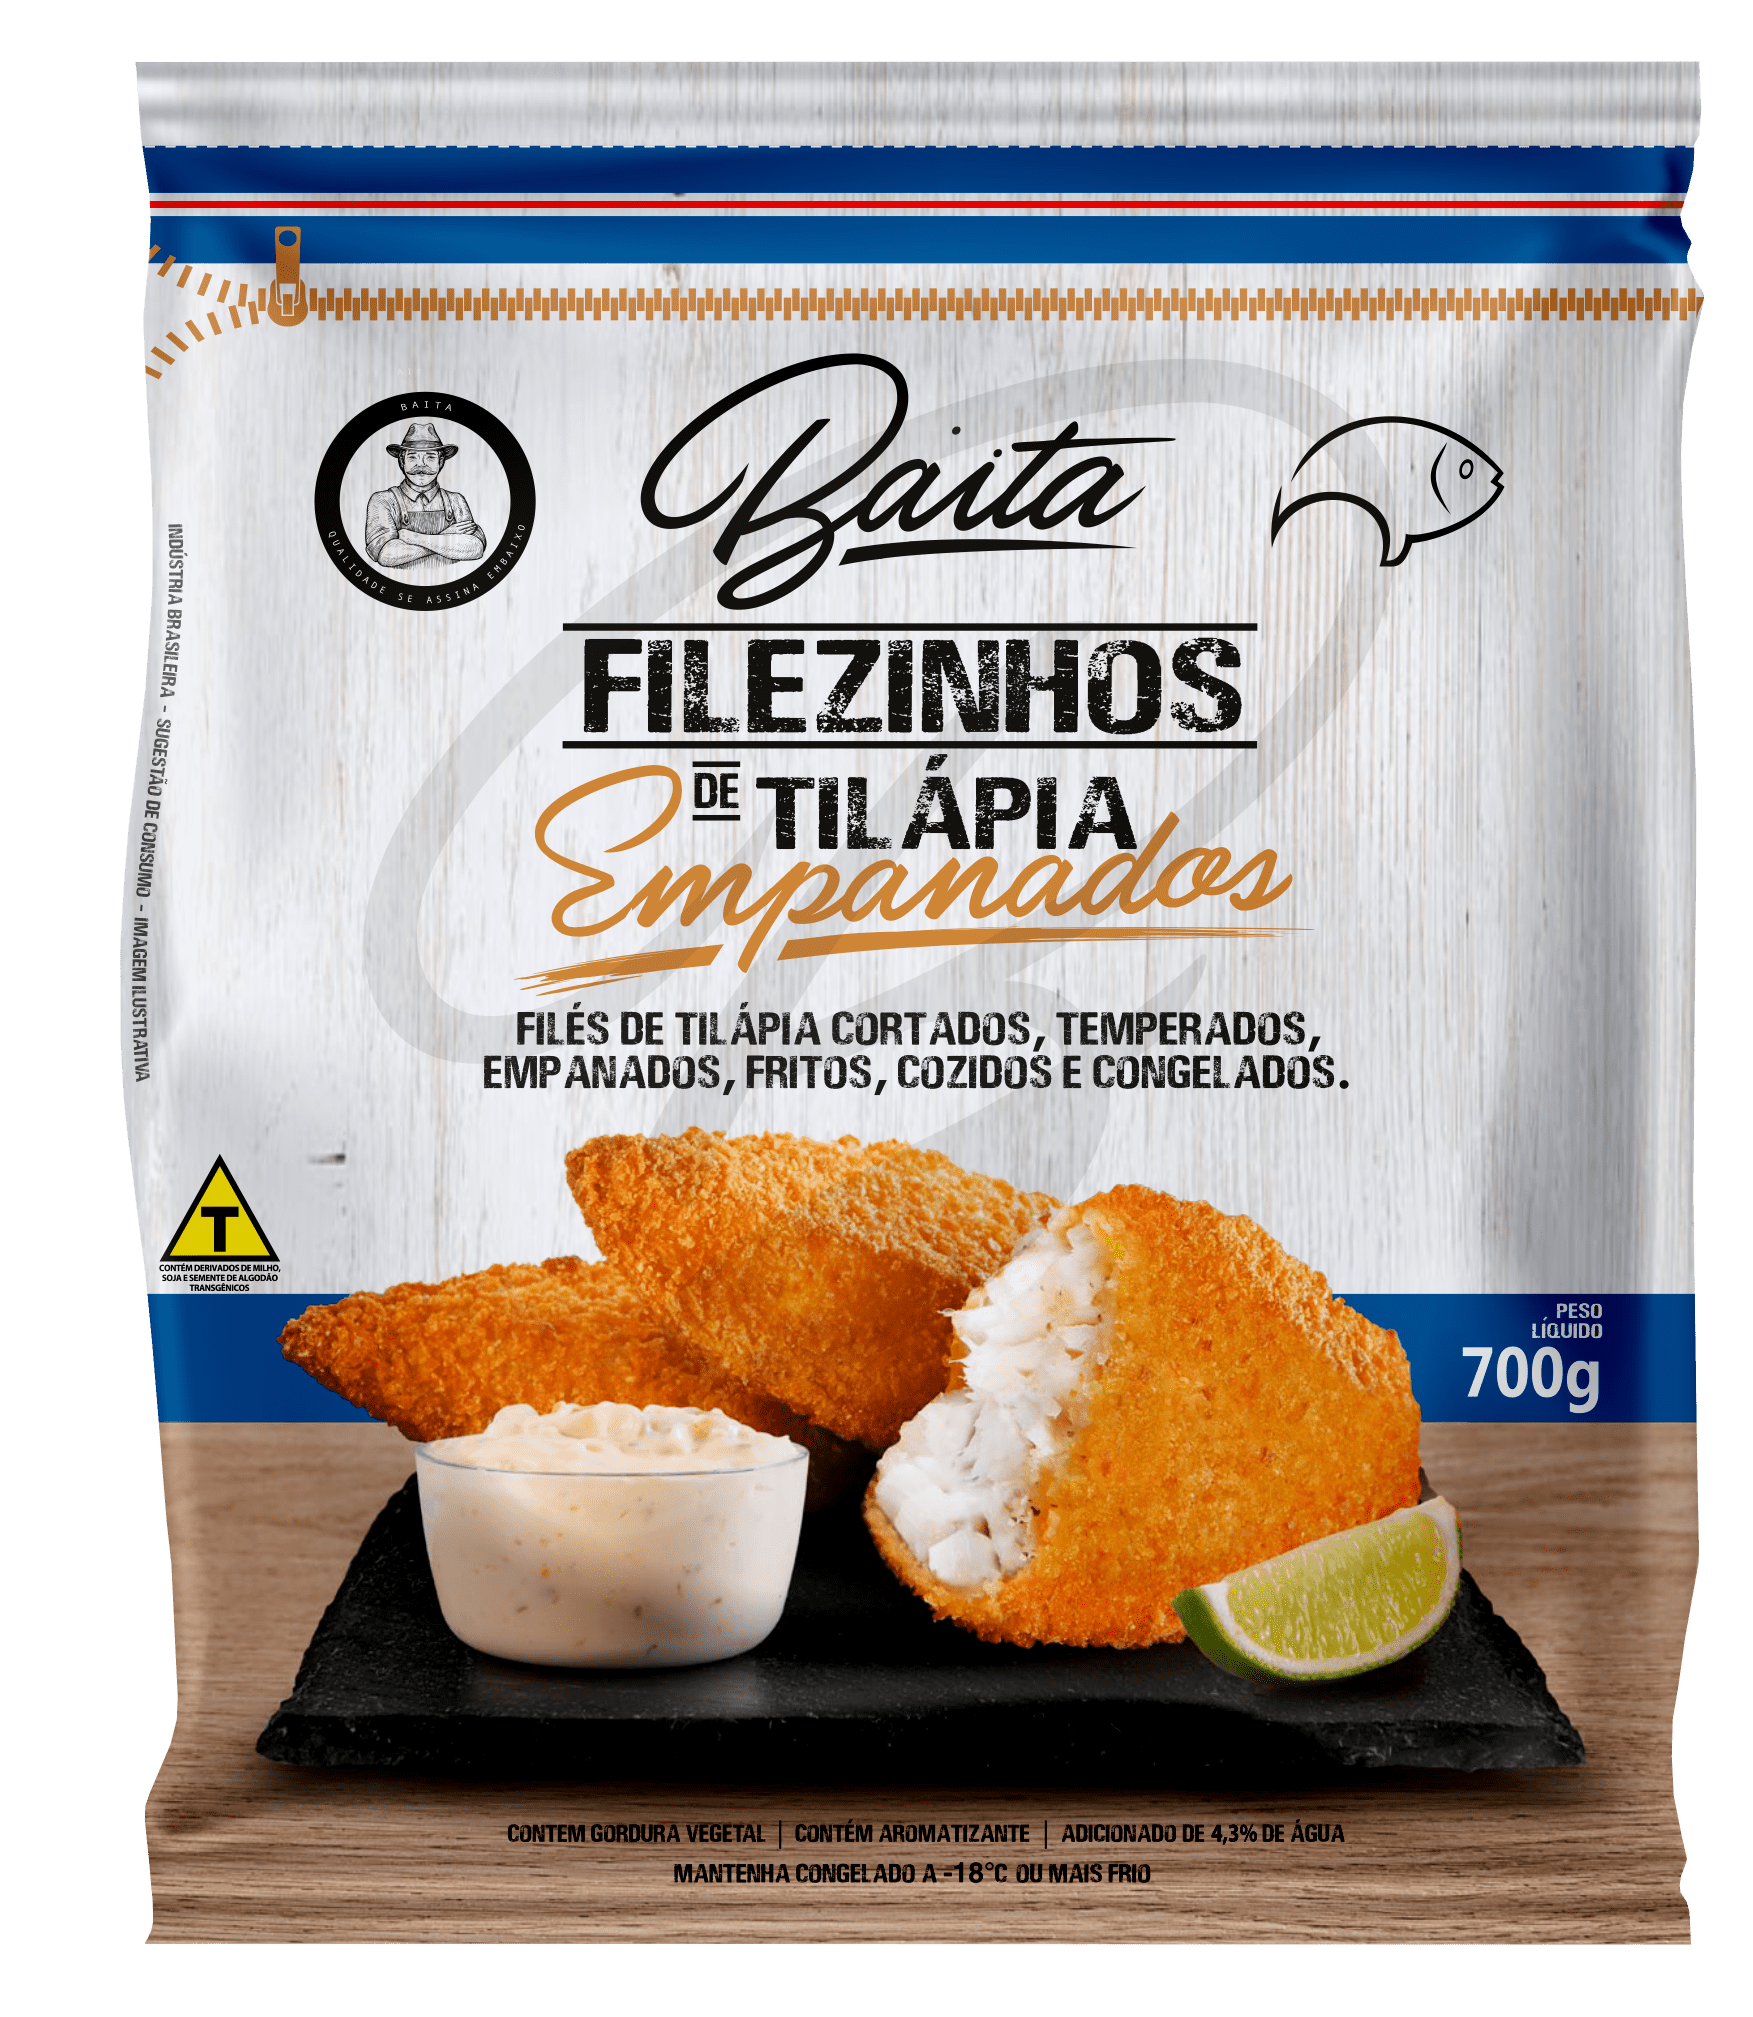 BAITA
QUALIDADE SE ASSINA EMBAIXO
Baita
FILEZINHOS
DE TILÁPIA
Empanados
FILÉS DE TILÁPIA CORTADOS, TEMPERADOS,
EMPANADOS, FRITOS, COZIDOS E CONGELADOS.
INDÚSTRIA BRASILEIRA - SUGESTÃO DE CONSUMO - IMAGEM ILUSTRATIVA
T
CONTÉM DERIVADOS DE MILHO,
SOJA E SEMENTE DE ALGODÃO
TRANSGÊNICOS
PESO
LÍQUIDO
700g
CONTEM GORDURA VEGETAL | CONTÉM AROMATIZANTE | ADICIONADO DE 4,3% DE ÁGUA
MANTENHA CONGELADO A -18°C OU MAIS FRIO